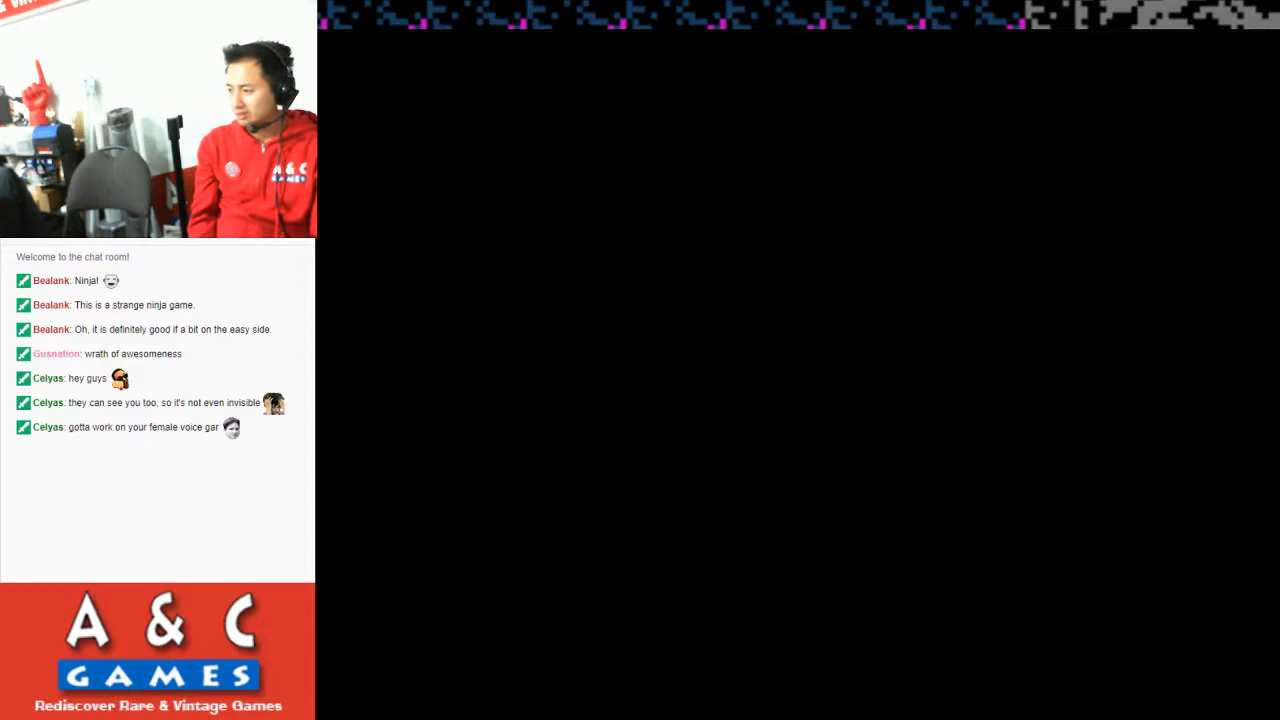 A & C
GAMES
Welcome to the chat room!
Bealank: Ninja!
Bealank: This is a strange ninja game.
Bealank: Oh, it is definitely good if a bit on the easy side.
Gusnation: wrath of awesomeness
Celyas: hey guys
Celyas: they can see you too, so it's not even invisible
Celyas: gotta work on your female voice gar
A & C
GAMES
Rediscover Rare & Vintage Games